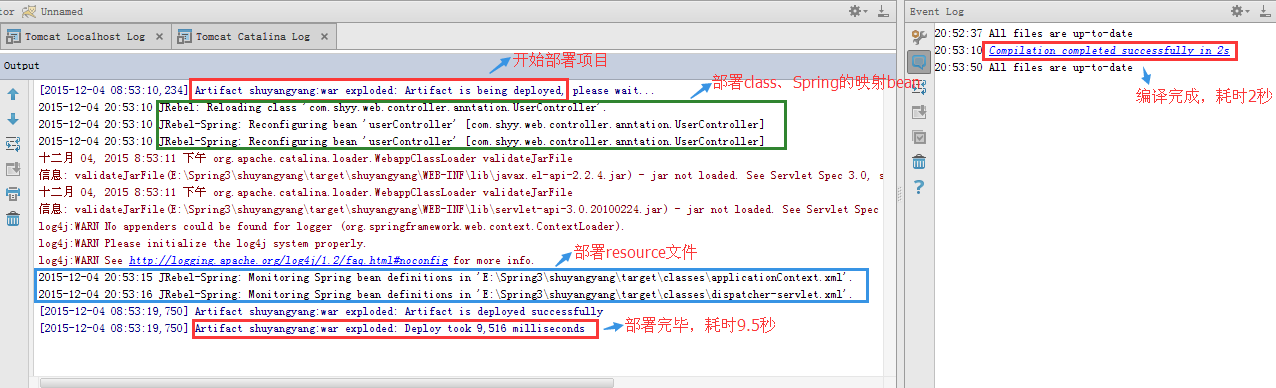 tor Unnamed
Tomcat Localhost Log
Tomcat Catalina Log
Output
开始部署项目
[2015-12-04 08:53:10,234] Artifact shuyangyang:war exploded: Artifact is being deployed, please wait...
部署class、Spring的映射bean
2015-12-04 20:53:10 JRebel: Reloading class 'com.shyy.web.controller.anntation.UserController'.
2015-12-04 20:53:10 JRebel-Spring: Reconfiguring bean 'userController' [com.shyy.web.controller.anntation.UserController]
2015-12-04 20:53:10 JRebel-Spring: Reconfiguring bean 'userController' [com.shyy.web.controller.anntation.UserController]
十二月 04, 2015 8:53:11 下午 org.apache.catalina.loader.WebappClassLoader validateJarFile
信息: validateJarFile(E:\Spring3\shuyangyang\target\shuyangyang\WEB-INF\lib\javax.el-api-2.2.4.jar) - jar not loaded. See Servlet Spec 3.0, s
十二月 04, 2015 8:53:11 下午 org.apache.catalina.loader.WebappClassLoader validateJarFile
信息: validateJarFile(E:\Spring3\shuyangyang\target\shuyangyang\WEB-INF\lib\servlet-api-3.0.20100224.jar) - jar not loaded. See Servlet Spec
log4j:WARN No appenders could be found for logger (org.springframework.web.context.ContextLoader).
log4j:WARN Please initialize the log4j system properly.
log4j:WARN See http://logging.apache.org/log4j/1.2/faq.html#noconfig for more info.
部署resource文件
2015-12-04 20:53:15 JRebel-Spring: Monitoring Spring bean definitions in 'E:\Spring3\shuyangyang\target\classes\applicationContext.xml'.
2015-12-04 20:53:16 JRebel-Spring: Monitoring Spring bean definitions in 'E:\Spring3\shuyangyang\target\classes\dispatcher-servlet.xml'.
[2015-12-04 08:53:19,750] Artifact shuyangyang:war exploded: Artifact is deployed successfully
[2015-12-04 08:53:19,750] Artifact shuyangyang:war exploded: Deploy took 9,516 milliseconds
部署完毕，耗时9.5秒
Event Log
20:52:37 All files are up-to-date
20:53:10 Compilation completed successfully in 2s
20:53:50 All files are up-to-date
编译完成，耗时2秒